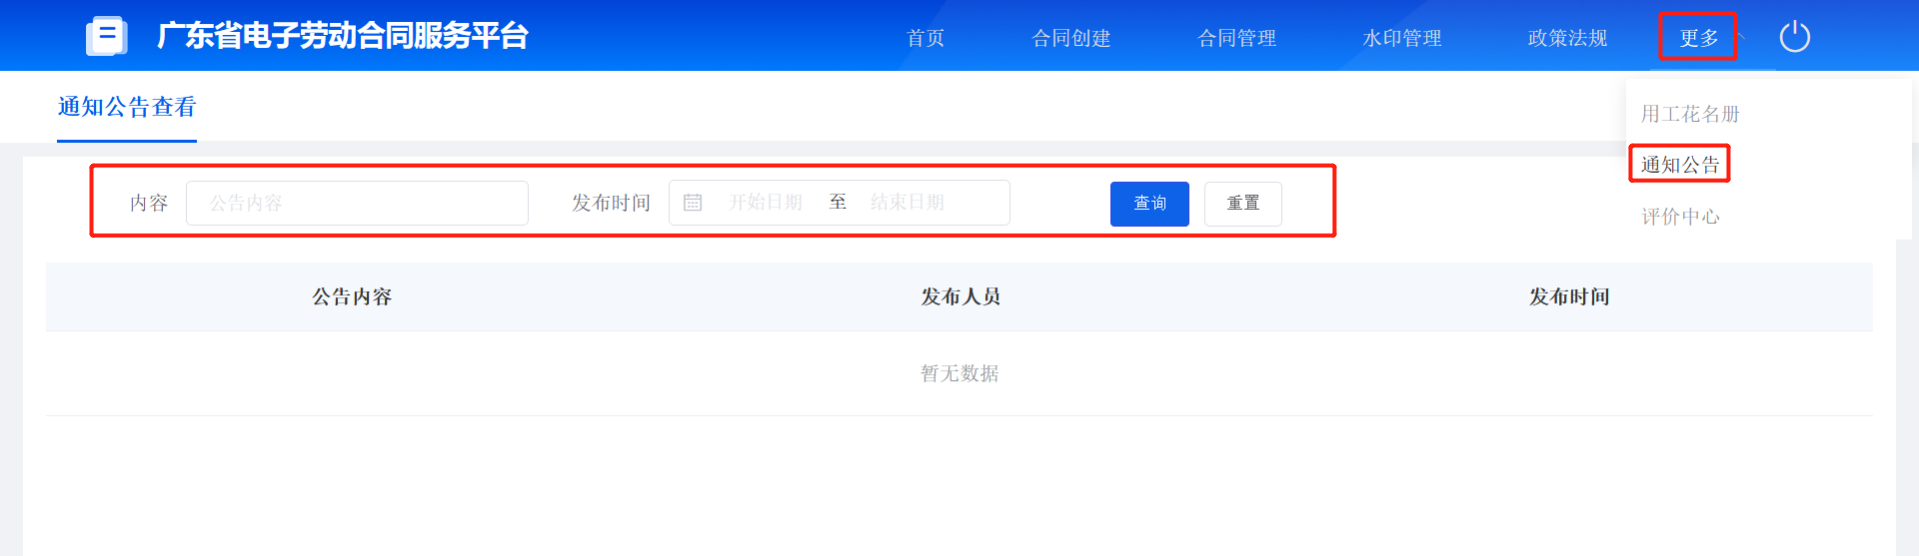 广东省电子劳动合同服务平台
首页 合同创建 合同管理 水印管理 政策法规 更多
通知公告查看
用工花名册
通知公告
评价中心
内容 公告内容 发布时间 开始日期 至 结束日期 查询 重置
公告内容 发布人员 发布时间
暂无数据